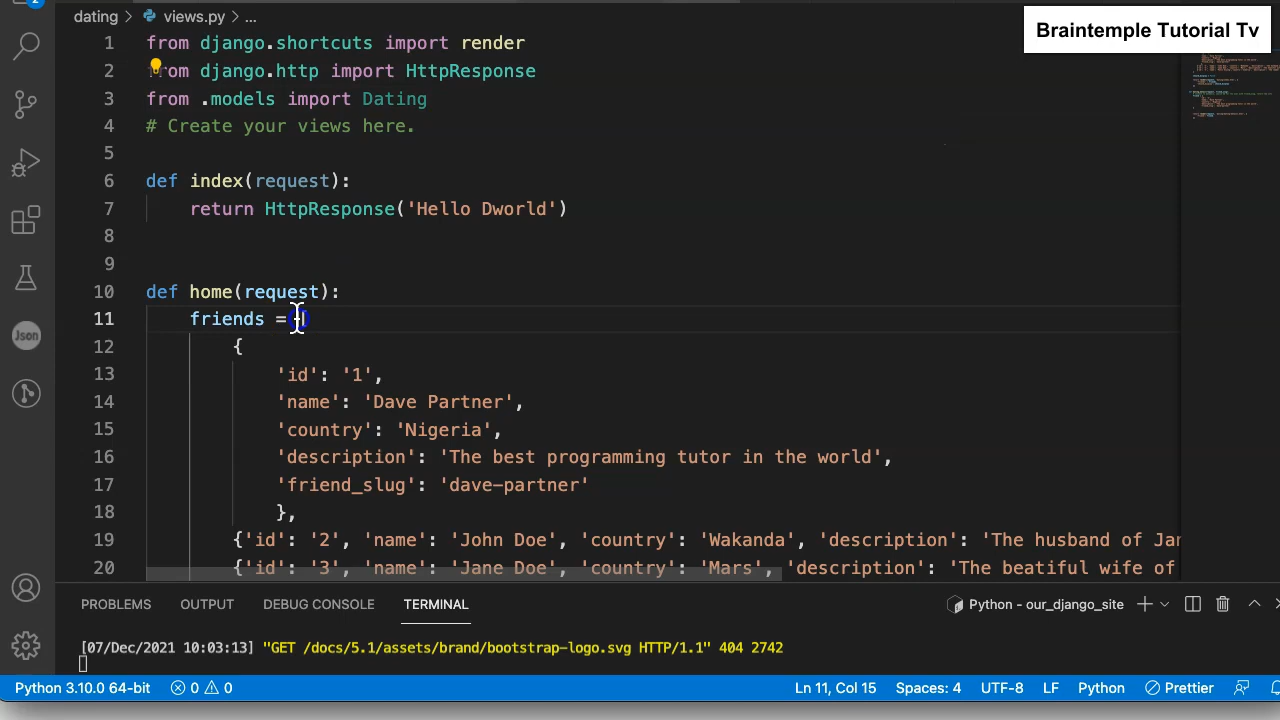 2
dating views.py ...
Braintemple Tutorial Tv
1 from django.shortcuts import render
2 from django.http import HttpResponse
3 from .models import Dating
4 # Create your views here.
5
6 def index(request):
7 return HttpResponse('Hello Dworld')
8
9
10 def home(request):
11 friends =
12 {
13 'id': '1',
14 'name': 'Dave Partner',
15 'country': 'Nigeria',
16 'description': 'The best programming tutor in the world',
17 'friend_slug': 'dave-partner'
18 },
19 {'id': '2', 'name': 'John Doe', 'country': 'Wakanda', 'description': 'The husband of
20 {'id': '3', 'name': 'Jane Doe', 'country': 'Mars', 'description': 'The beatiful wife of
Json
PROBLEMS OUTPUT DEBUG CONSOLE TERMINAL Python - our_django_site
[07/Dec/2021 10:03:13] "GET /docs/5.1/assets/brand/bootstrap-logo.svg HTTP/1.1" 404 2742
Python 3.10.0 64-bit 0 0 Ln 11, Col 15 Spaces: 4 UTF-8 LF Python Prettier